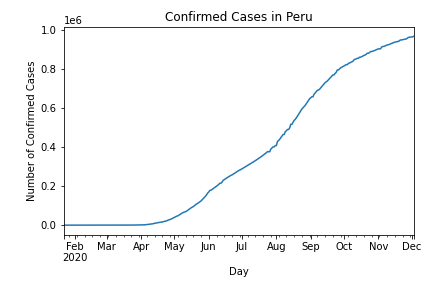 Confirmed Cases in Peru
1e6
1.0
0.8
0.6
0.4
0.2
0.0
Number of Confirmed Cases
Feb Mar Apr May Jun Jul Aug Sep Oct Nov Dec
2020
Day